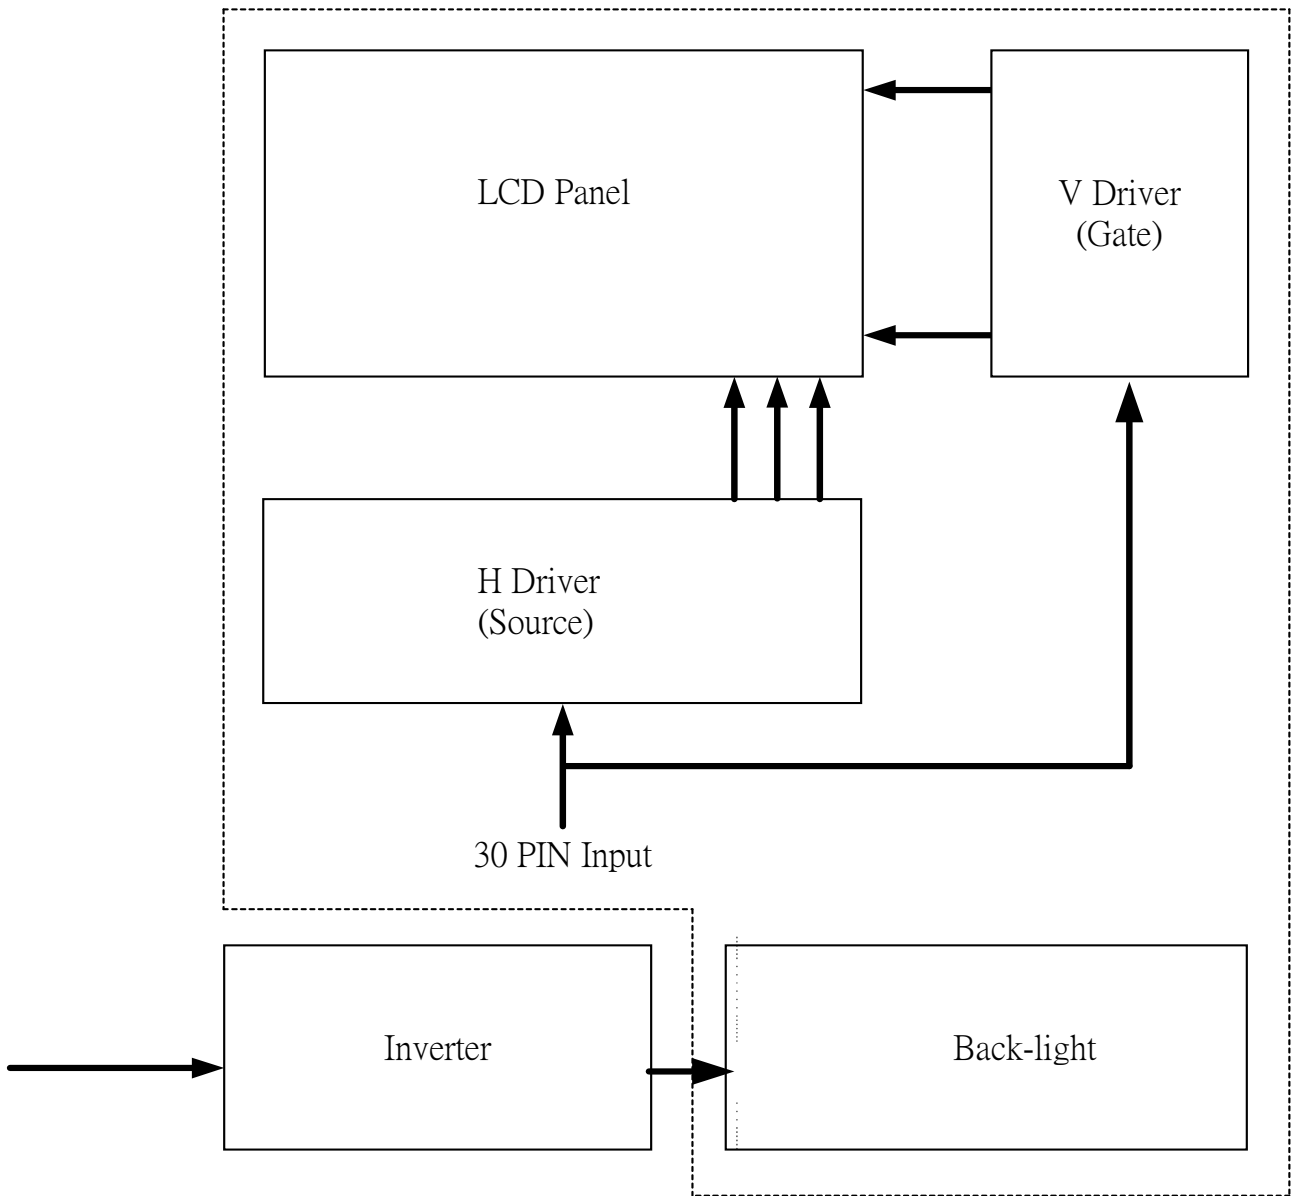 LCD Panel
V Driver
(Gate)
H Driver
(Source)
30 PIN Input
Inverter
Back-light